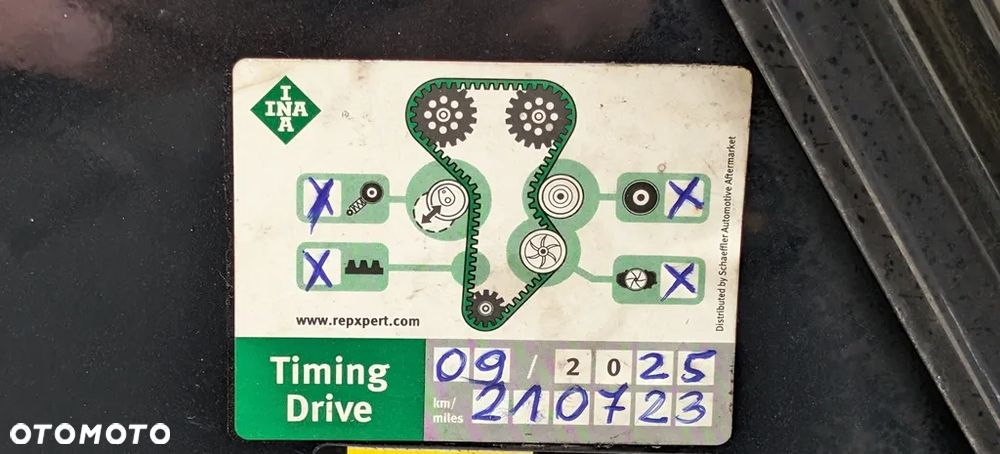 I
INA
A
X
X
X
X
www.repxpert.com
Distributed by Schaeffler Automotive Aftermarket
Timing
Drive
09 / 2025
km/
miles
210723
OTOMOTO